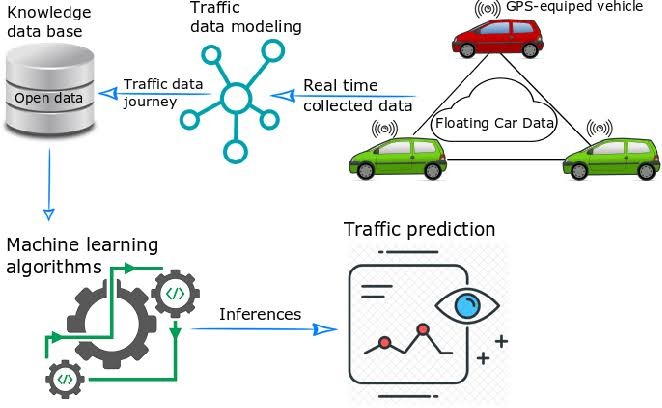 Knowledge
data base
Open data
Traffic data
journey
Traffic
data modeling
Real time
collected data
GPS-equiped vehicle
Floating Car Data
Machine learning
algorithms
</>
</>
Inferences
Traffic prediction